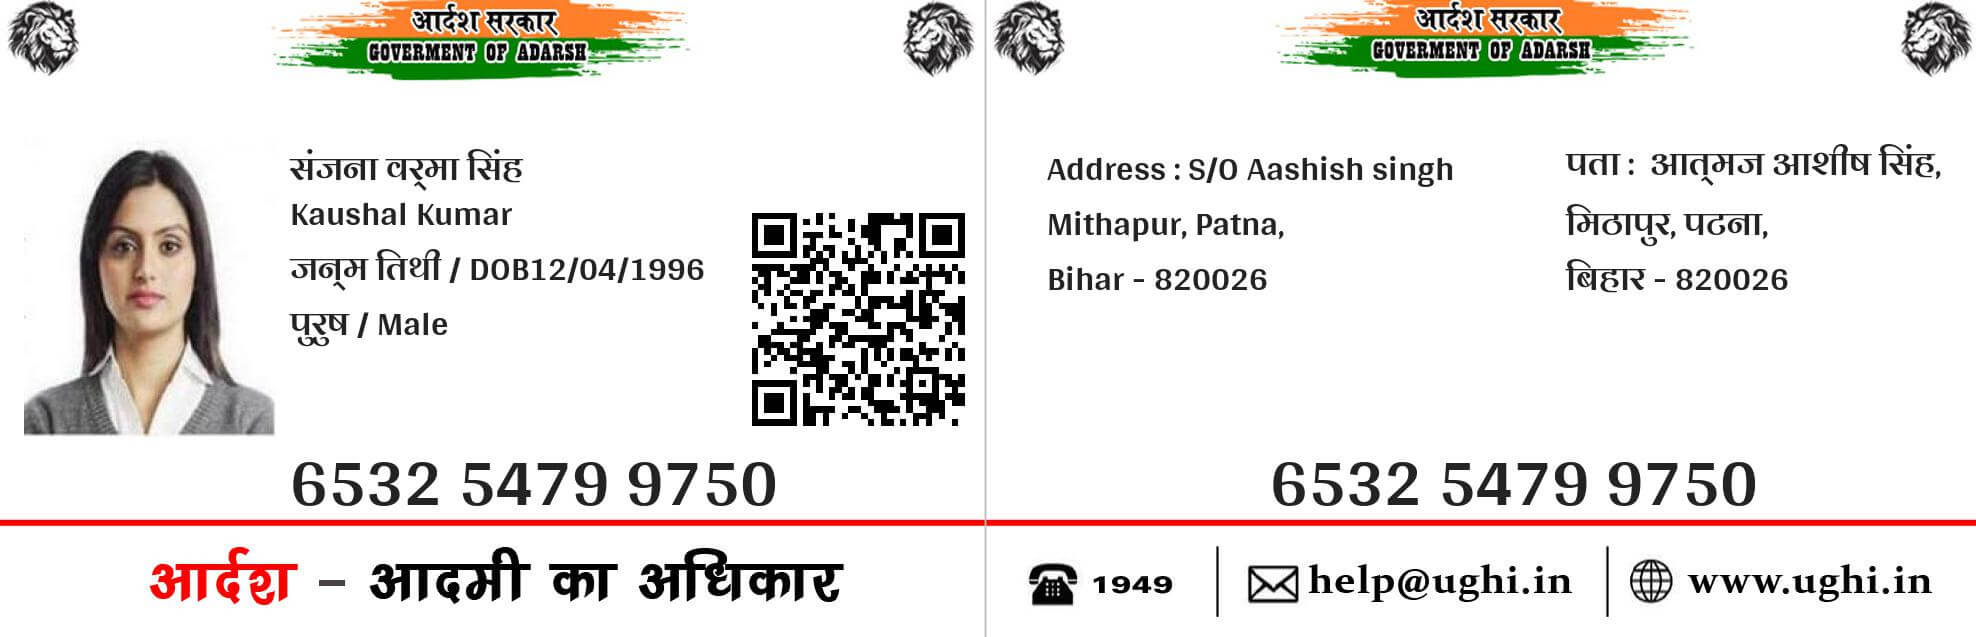 आर्दश सरकार
GOVERMENT OF ADARSH
संजना वर्‌मा सिंह
Kaushal Kumar
जन्‌म तिथी / DOB12/04/1996
पुरुष / Male
6532 5479 9750
आर्दश – आदमी का अधिकार
आर्दश सरकार
GOVERMENT OF ADARSH
Address : S/O Aashish singh
Mithapur, Patna,
Bihar - 820026
पता : आत्‌मज आशीष सिंह,
मिठापुर, पटना,
बिहार - 820026
6532 5479 9750
1949
help@ughi.in
www.ughi.in